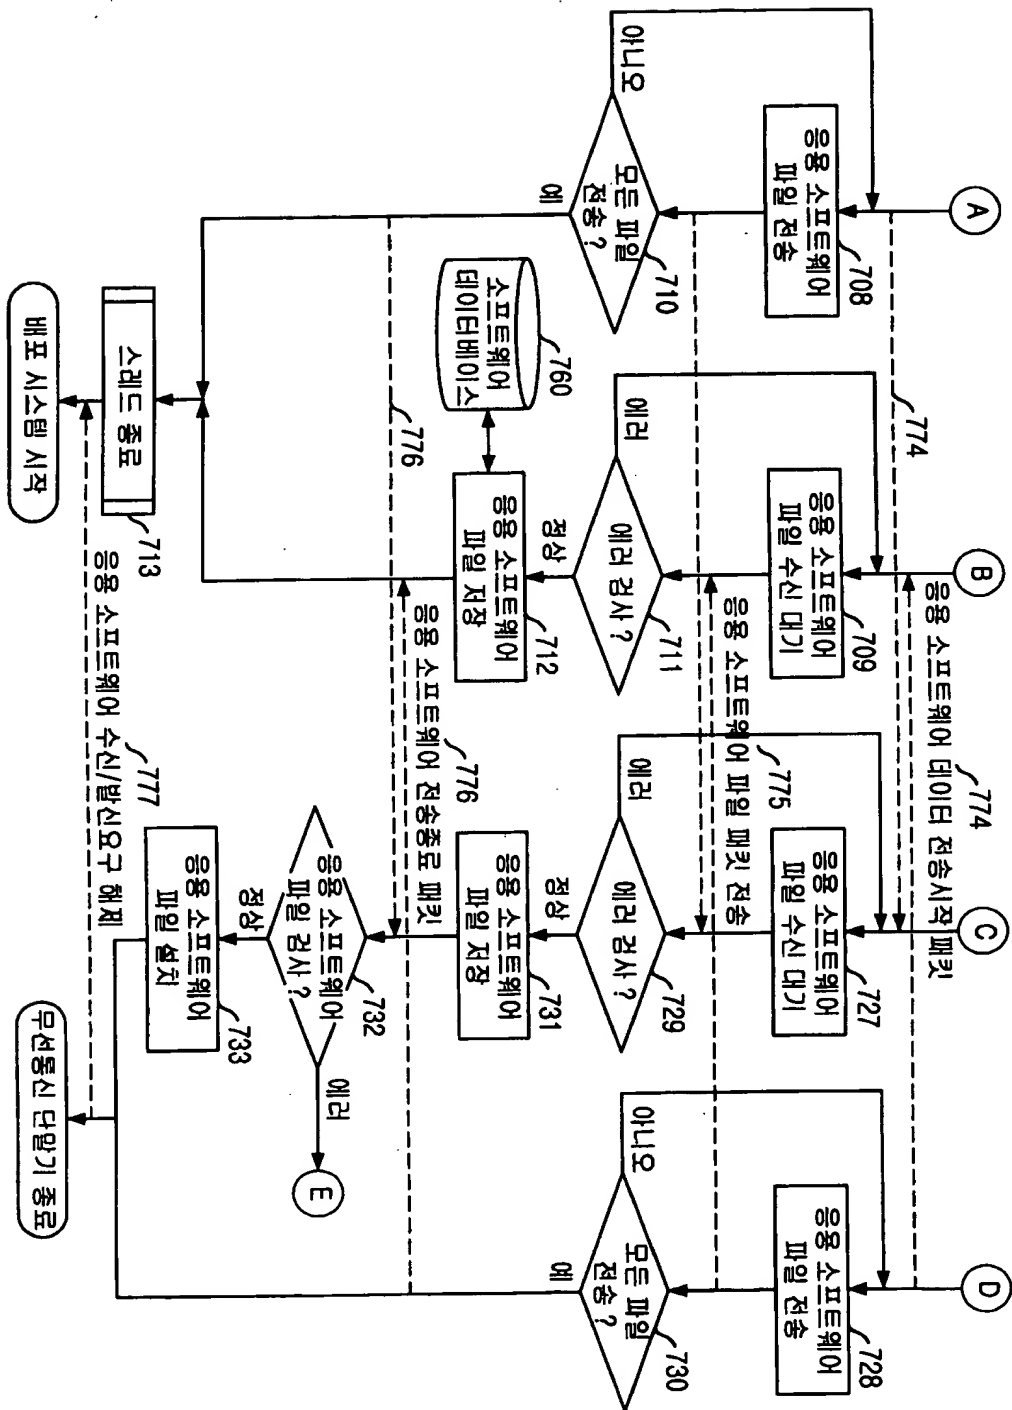 A
B
C
D
774
774
응용 소프트웨어 데이터 전송시작 패킷
응용 소프트웨어
파일 전송
708
응용 소프트웨어
파일 수신 대기
709
응용 소프트웨어
파일 수신 대기
727
응용 소프트웨어
파일 전송
728
775
응용 소프트웨어 파일 패킷 전송
아니요
모든 파일
전송 ?
710
예
에러
에러 검사 ?
711
정상
에러
에러 검사 ?
729
정상
아니요
모든 파일
전송 ?
730
예
소프트웨어
데이터베이스
760
응용 소프트웨어
파일 저장
712
응용 소프트웨어
파일 저장
731
776
776
응용 소프트웨어 전송종료 패킷
응용 소프트웨어
파일 검사 ?
732
에러
E
정상
스레드 종료
713
응용 소프트웨어
파일 설치
733
777
응용 소프트웨어 수신/발신요구 해제
배포 시스템 시작
무선통신 단말기 종료